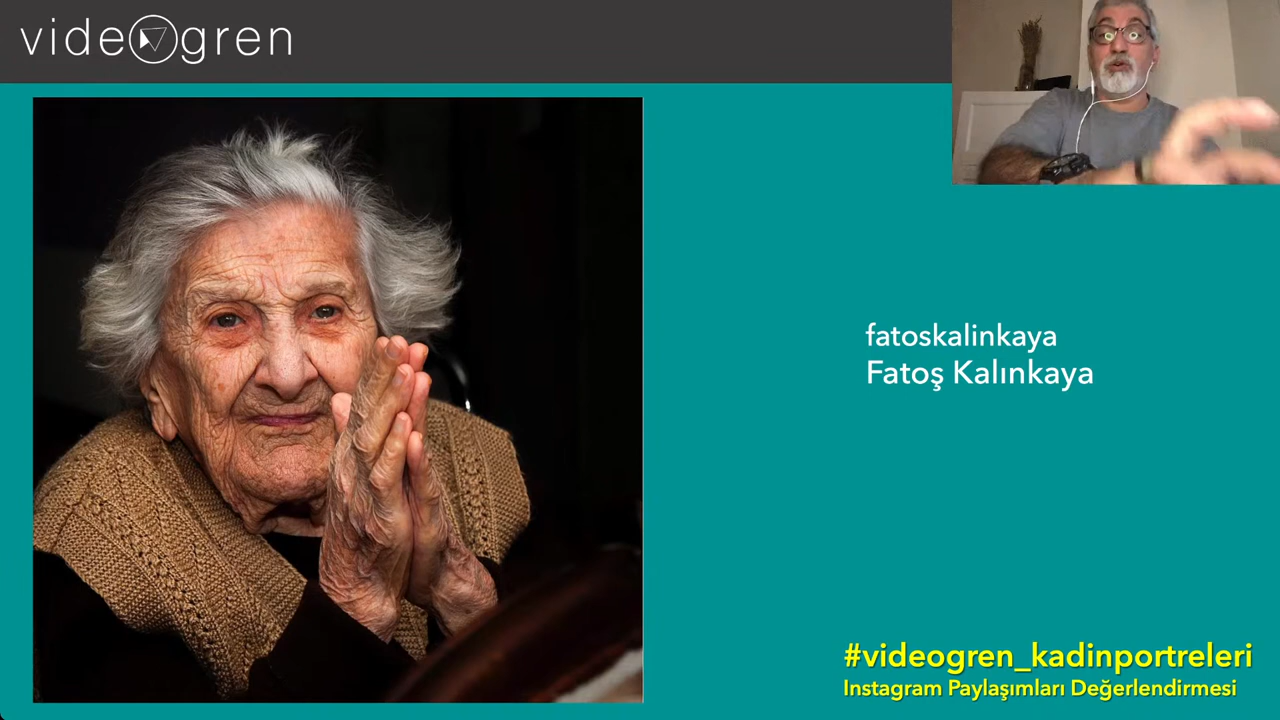 videogren
fatoskalinkaya
Fatoş Kalınkaya
#videogren_kadinportreleri
Instagram Paylaşımları Değerlendirmesi